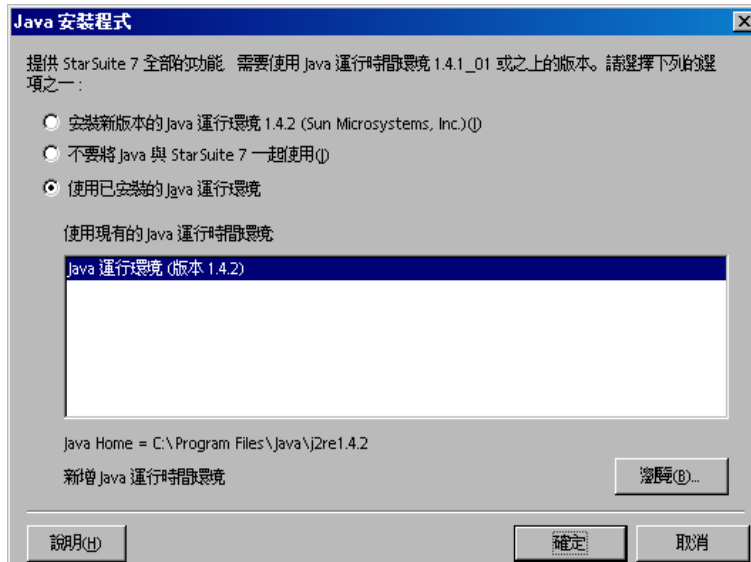 Java 安裝程式
提供 StarSuite 7 全部的功能 需要使用 Java 運行時間環境 1.4.1_01 或之上的版本。請選擇下列的選
項之一：
安裝新版本的 Java 運行環境 1.4.2 (Sun Microsystems, Inc.)(I)
不要將 Java 與 StarSuite 7 一起使用(I)
使用已安裝的 Java 運行環境
使用現有的 Java 運行時間環境
Java 運行環境 (版本 1.4.2)
Java Home = C:\Program Files\Java\j2re1.4.2
新增 Java 運行時間環境
瀏覽(B)...
說明(H)
確定
取消